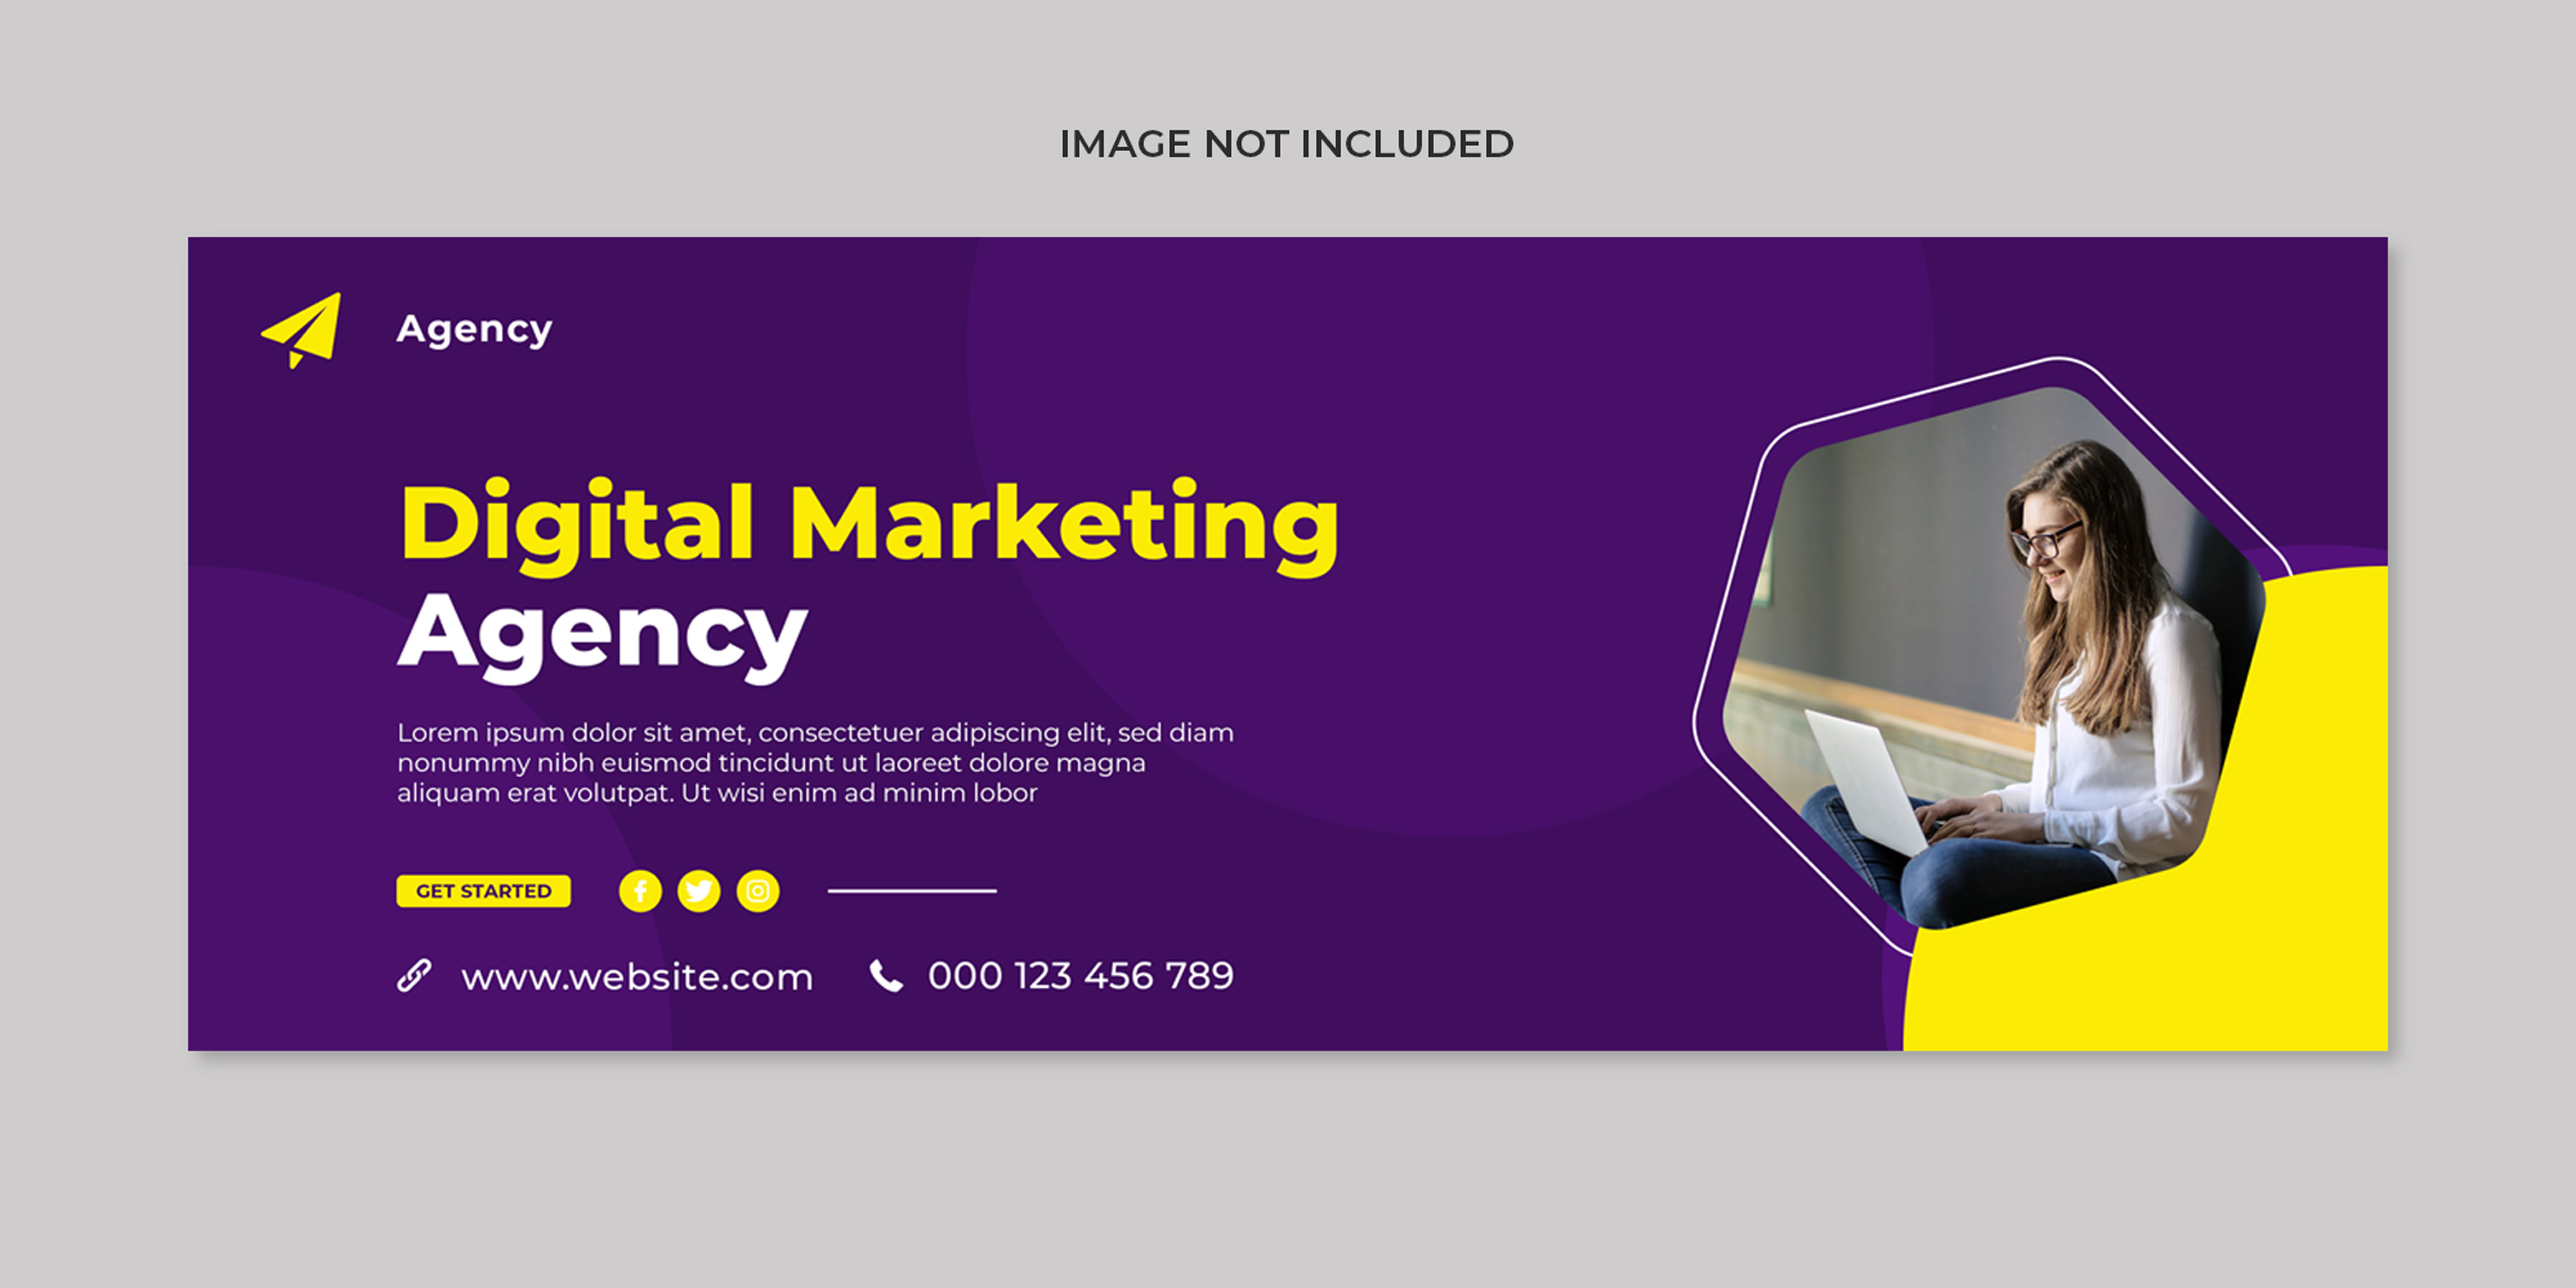 IMAGE NOT INCLUDED
Agency
Digital Marketing
Agency
Lorem ipsum dolor sit amet, consectetuer adipiscing elit, sed diam
nonummy nibh euismod tincidunt ut laoreet dolore magna
aliquam erat volutpat. Ut wisi enim ad minim lobor
GET STARTED
www.website.com 000 123 456 789